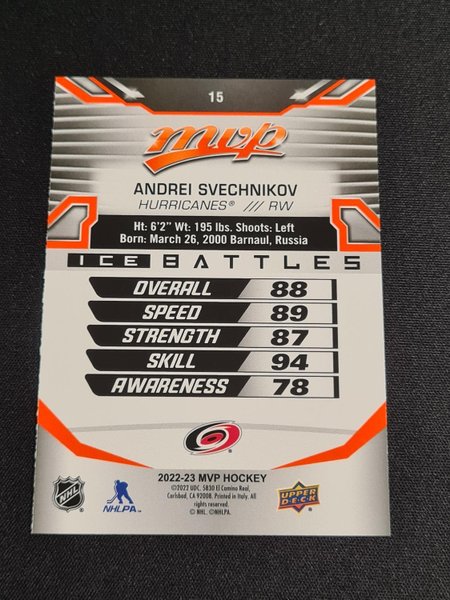 15
mvp
ANDREI SVECHNIKOV
HURRICANES® /// RW
Ht: 6'2" Wt: 195 lbs. Shoots: Left
Born: March 26, 2000 Barnaul, Russia
ICE BATTLES
OVERALL 88
SPEED 89
STRENGTH 87
SKILL 94
AWARENESS 78
2022-23 MVP HOCKEY
©2022 UDC, 5830 El Camino Real,
Carlsbad, CA 92008. Printed in Italy. All
rights reserved.
© NHL. ©NHLPA.
NHL
NHLPA
UPPER DECK